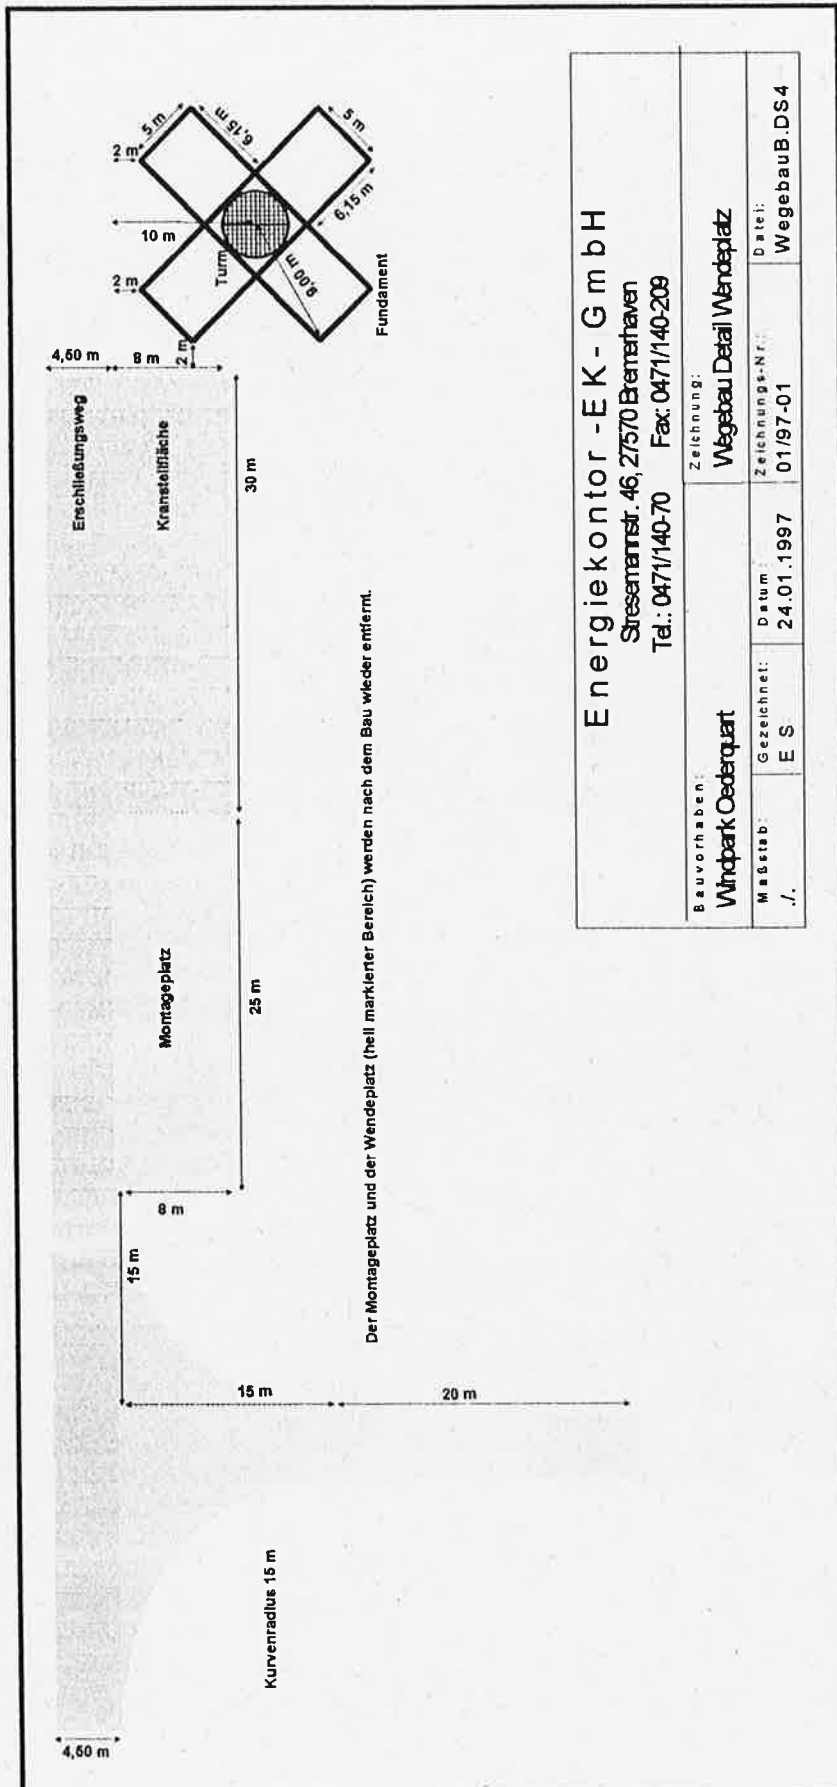 4,50 m
Kurvenradius 15 m
15 m
15 m
20 m
8 m
Montageplatz
25 m
Erschließungsweg
Kranstellfläche
30 m
4,50 m
8 m
2 m
2 m
10 m
2 m
5 m
6,15 m
Turm
9,00 m
5 m
6,15 m
Fundament
Der Montageplatz und der Wendeplatz (hell markierter Bereich) werden nach dem Bau wieder entfernt.
Energiekontor - EK - GmbH
Stresemannstr. 46, 27570 Bremerhaven
Tel.: 0471/140-70 Fax: 0471/140-209
Bauvorhaben:
Windpark Oederquart
Zeichnung:
Wegebau Detail Wendeplatz
Maßstab:
./.
Gezeichnet:
E S
Datum:
24.01.1997
Zeichnungs-Nr.:
01/97-01
Datei:
WegebauB.DS4